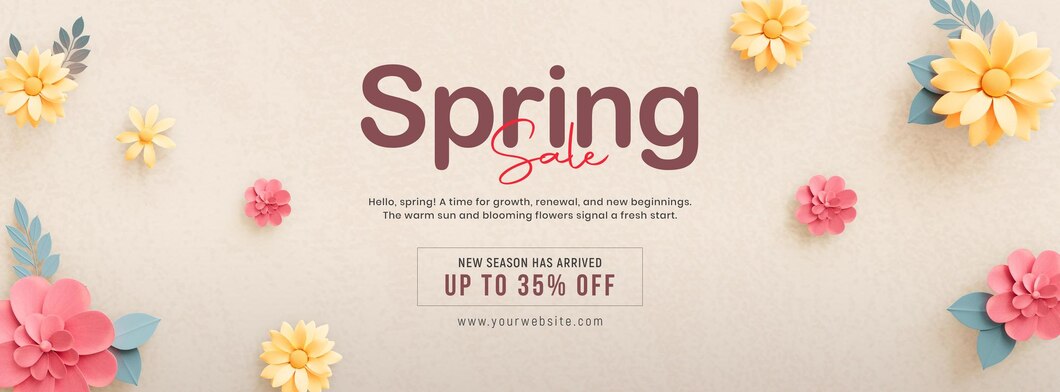 Spring
Sale
Hello, spring! A time for growth, renewal, and new beginnings.
The warm sun and blooming flowers signal a fresh start.
NEW SEASON HAS ARRIVED
UP TO 35% OFF
www.yourwebsite.com